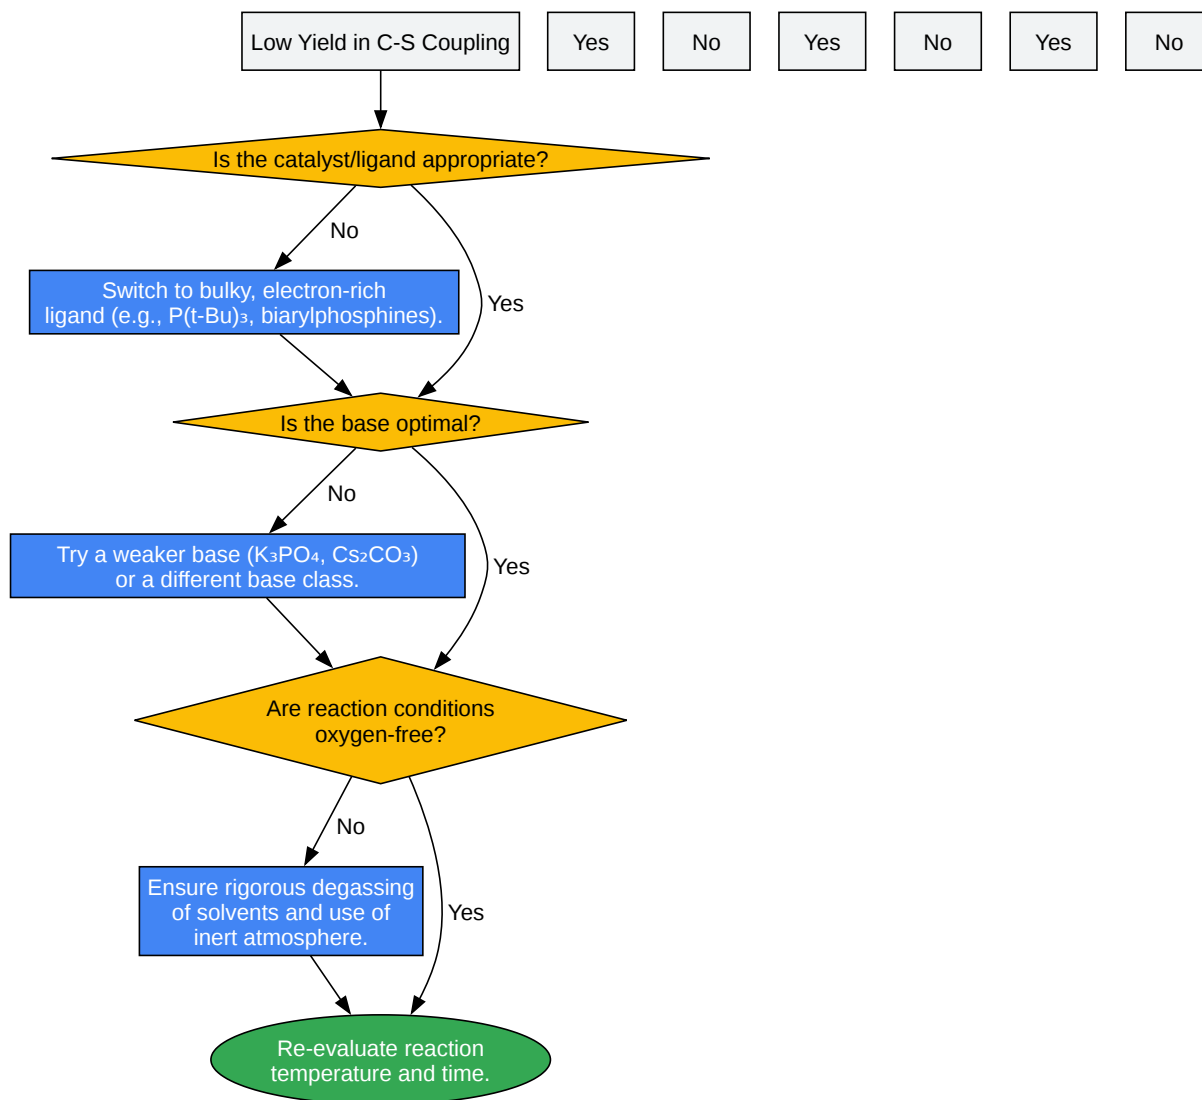 Low Yield in C-S Coupling
Yes
No
Yes
No
Yes
No
Is the catalyst/ligand appropriate?
No
Switch to bulky, electron-rich
ligand (e.g., P(t-Bu)₃, biarylphosphines).
Yes
Is the base optimal?
No
Try a weaker base (K₃PO₄, Cs₂CO₃)
or a different base class.
Yes
Are reaction conditions
oxygen-free?
No
Ensure rigorous degassing
of solvents and use of
inert atmosphere.
Yes
Re-evaluate reaction
temperature and time.